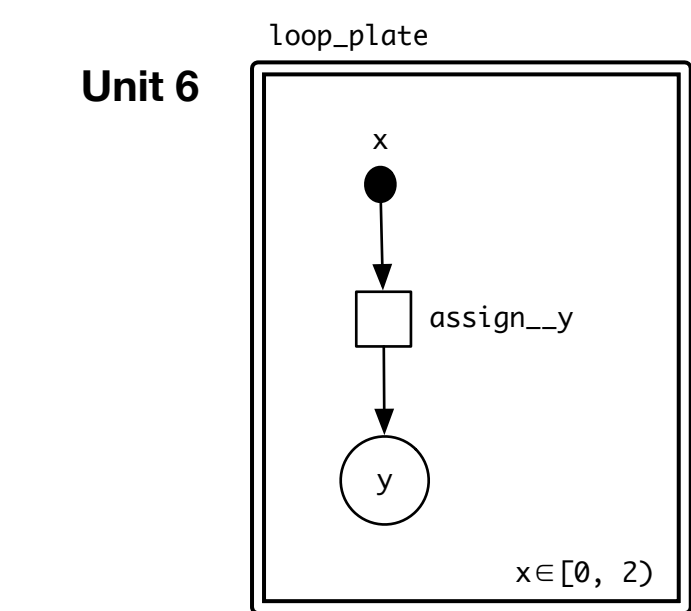 loop_plate
Unit 6
x
assign__y
y
x∈[0, 2)